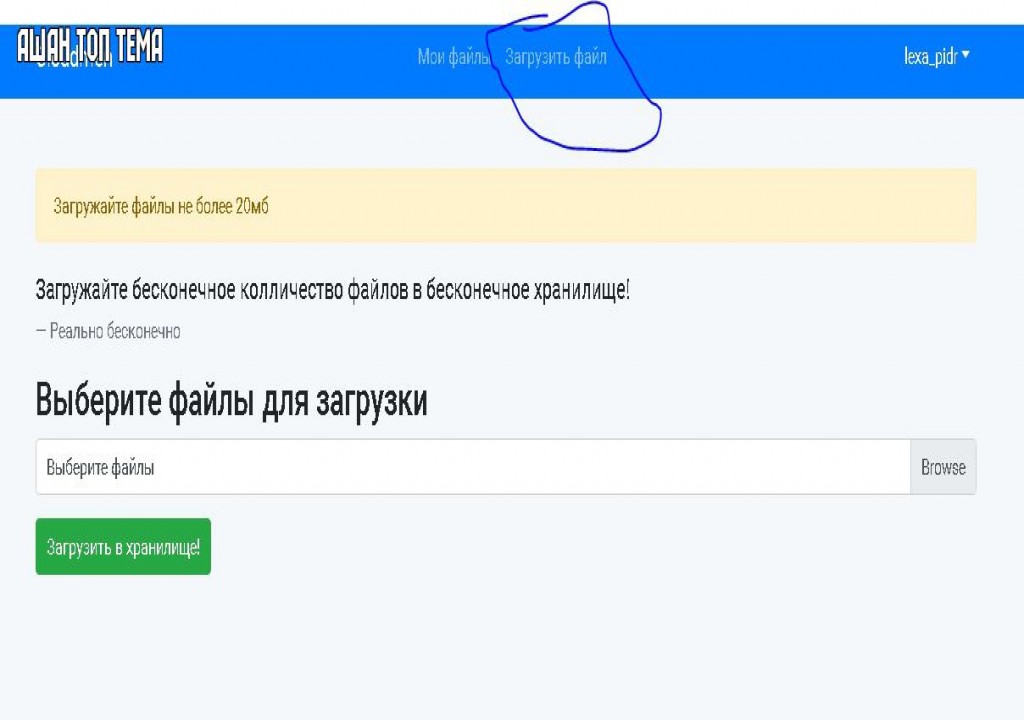 АШАН ТОП ТЕМА
Мои файлы Загрузить файл
lexa_pidr
Загружайте файлы не более 20мб
Загружайте бесконечное колличество файлов в бесконечное хранилище!
— Реально бесконечно
Выберите файлы для загрузки
Выберите файлы
Browse
Загрузить в хранилище!